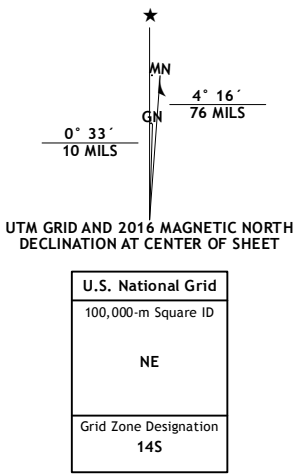 ★
MN
GN
4° 16´
76 MILS
0° 33´
10 MILS
UTM GRID AND 2016 MAGNETIC NORTH
DECLINATION AT CENTER OF SHEET
U.S. National Grid
100,000-m Square ID
NE
Grid Zone Designation
14S